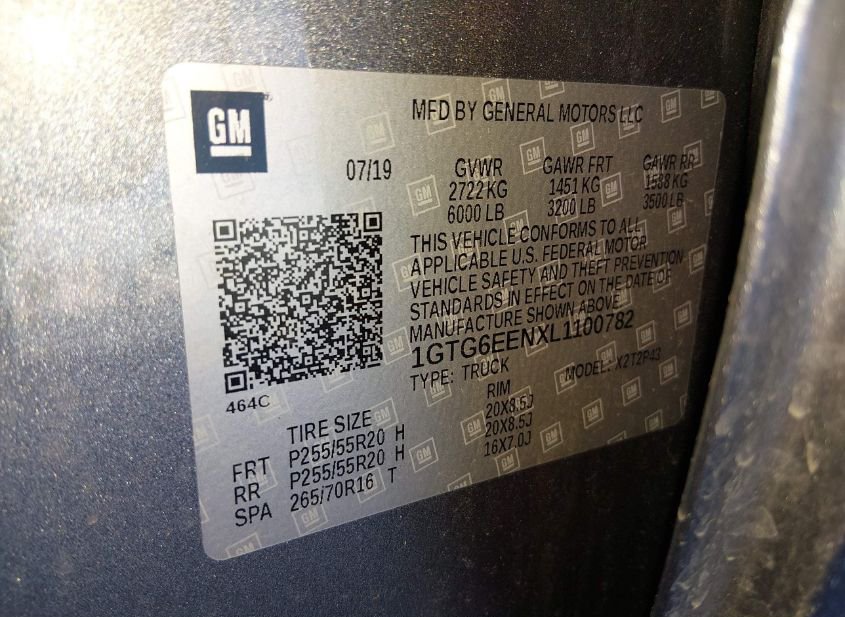 GM
MFD BY GENERAL MOTORS LLC
07/19
GVWR GAWR FRT GAWR RR
2722KG 1451 KG 1588 KG
6000 LB 3200 LB 3500 LB
THIS VEHICLE CONFORMS TO ALL
APPLICABLE U.S. FEDERAL MOTOR
VEHICLE SAFETY AND THEFT PREVENTION
STANDARDS IN EFFECT ON THE DATE OF
MANUFACTURE SHOWN ABOVE
1GTG6EENXL1100782
TYPE: TRUCK MODEL: X2T2P43
464C
TIRE SIZE RIM
FRT P255/55R20 H 20X8.5J
RR P255/55R20 H 20X8.5J
SPA 265/70R16 T 16X7.0J